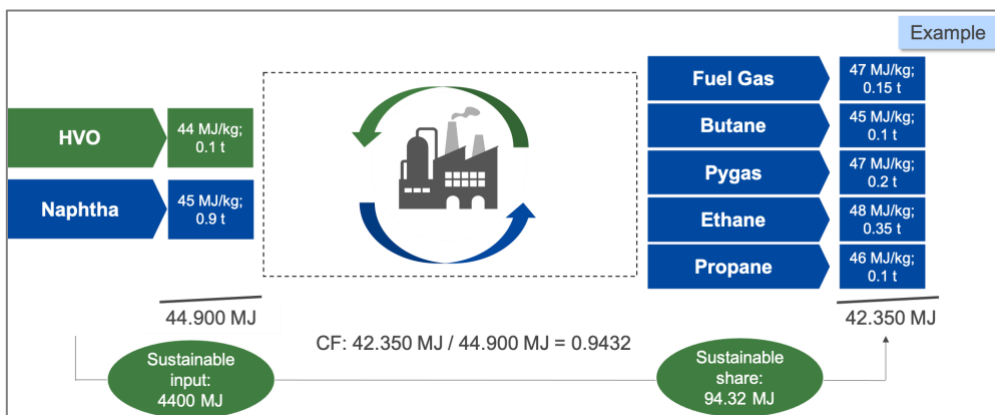 Example
HVO
44 MJ/kg;
0.1 t
Naphtha
45 MJ/kg;
0.9 t
Fuel Gas
47 MJ/kg;
0.15 t
Butane
45 MJ/kg;
0.1 t
Pygas
47 MJ/kg;
0.2 t
Ethane
48 MJ/kg;
0.35 t
Propane
46 MJ/kg;
0.1 t
44.900 MJ
42.350 MJ
CF: 42.350 MJ / 44.900 MJ = 0.9432
Sustainable
input:
4400 MJ
Sustainable
share:
94.32 MJ